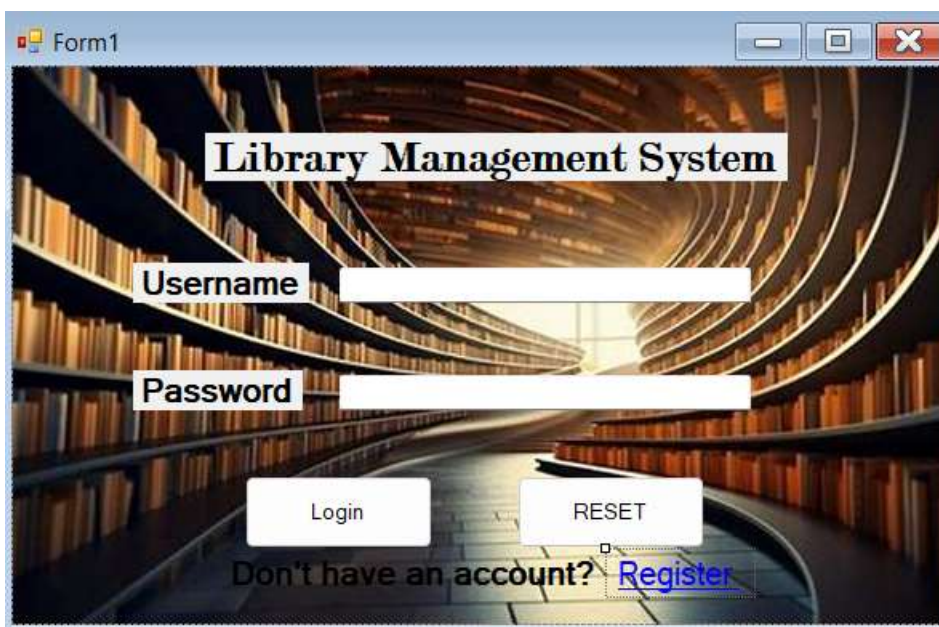 Form1
Library Management System
Username
Password
Login RESET
Don't have an account? Register